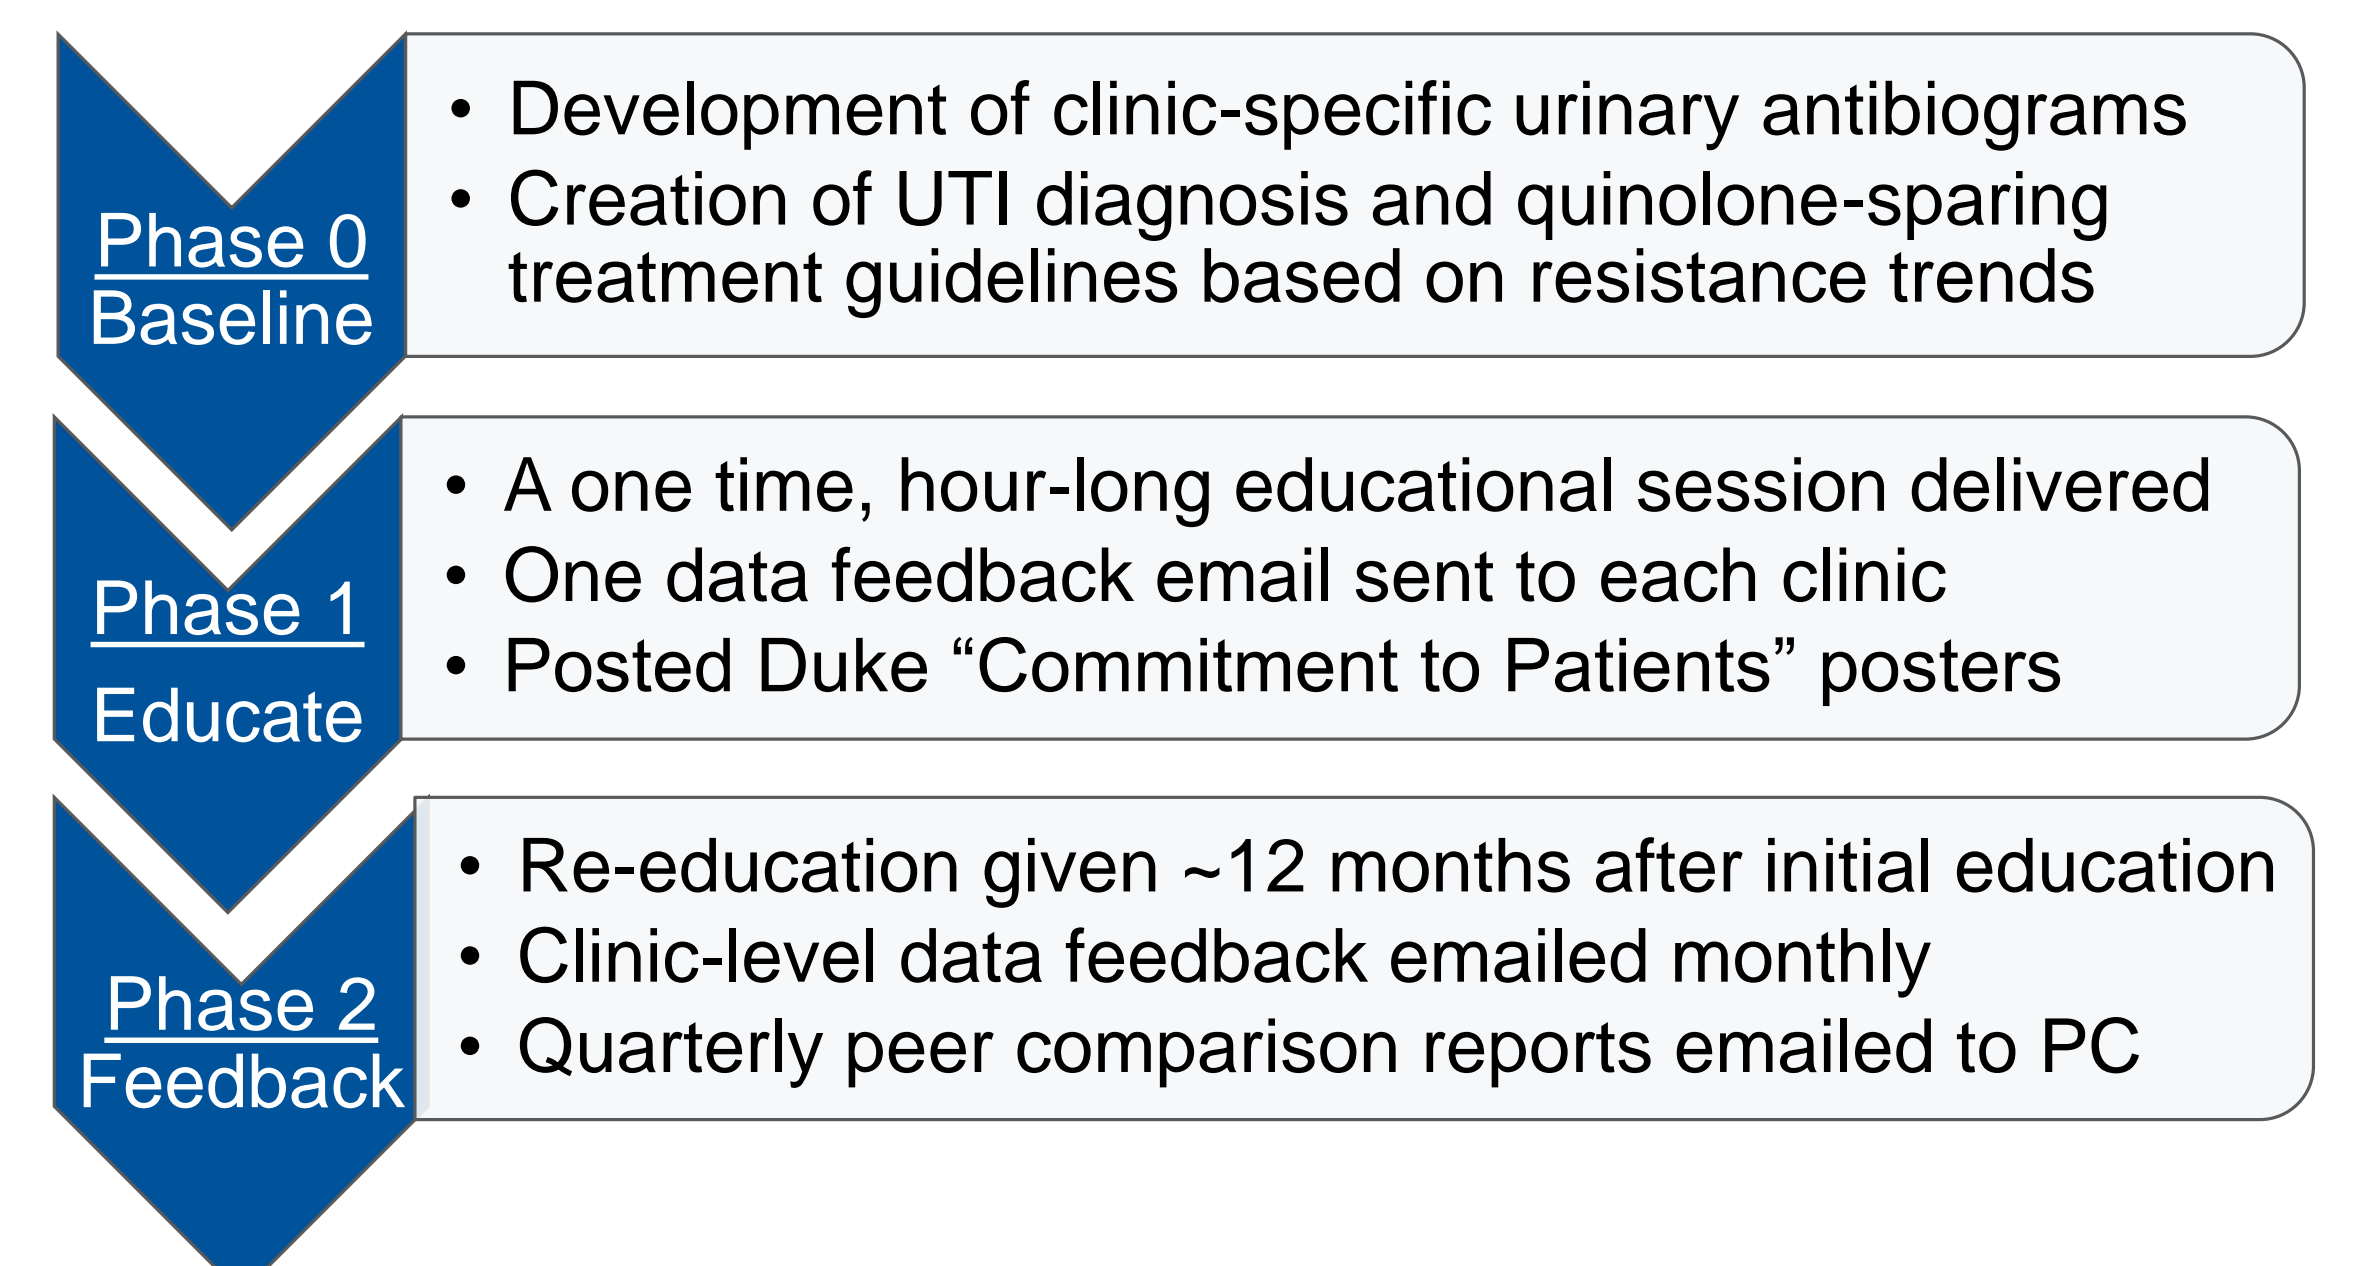 Phase 0
Baseline
• Development of clinic-specific urinary antibiograms
• Creation of UTI diagnosis and quinolone-sparing
treatment guidelines based on resistance trends
Phase 1
Educate
• A one time, hour-long educational session delivered
• One data feedback email sent to each clinic
• Posted Duke “Commitment to Patients” posters
Phase 2
Feedback
• Re-education given ~12 months after initial education
• Clinic-level data feedback emailed monthly
• Quarterly peer comparison reports emailed to PC